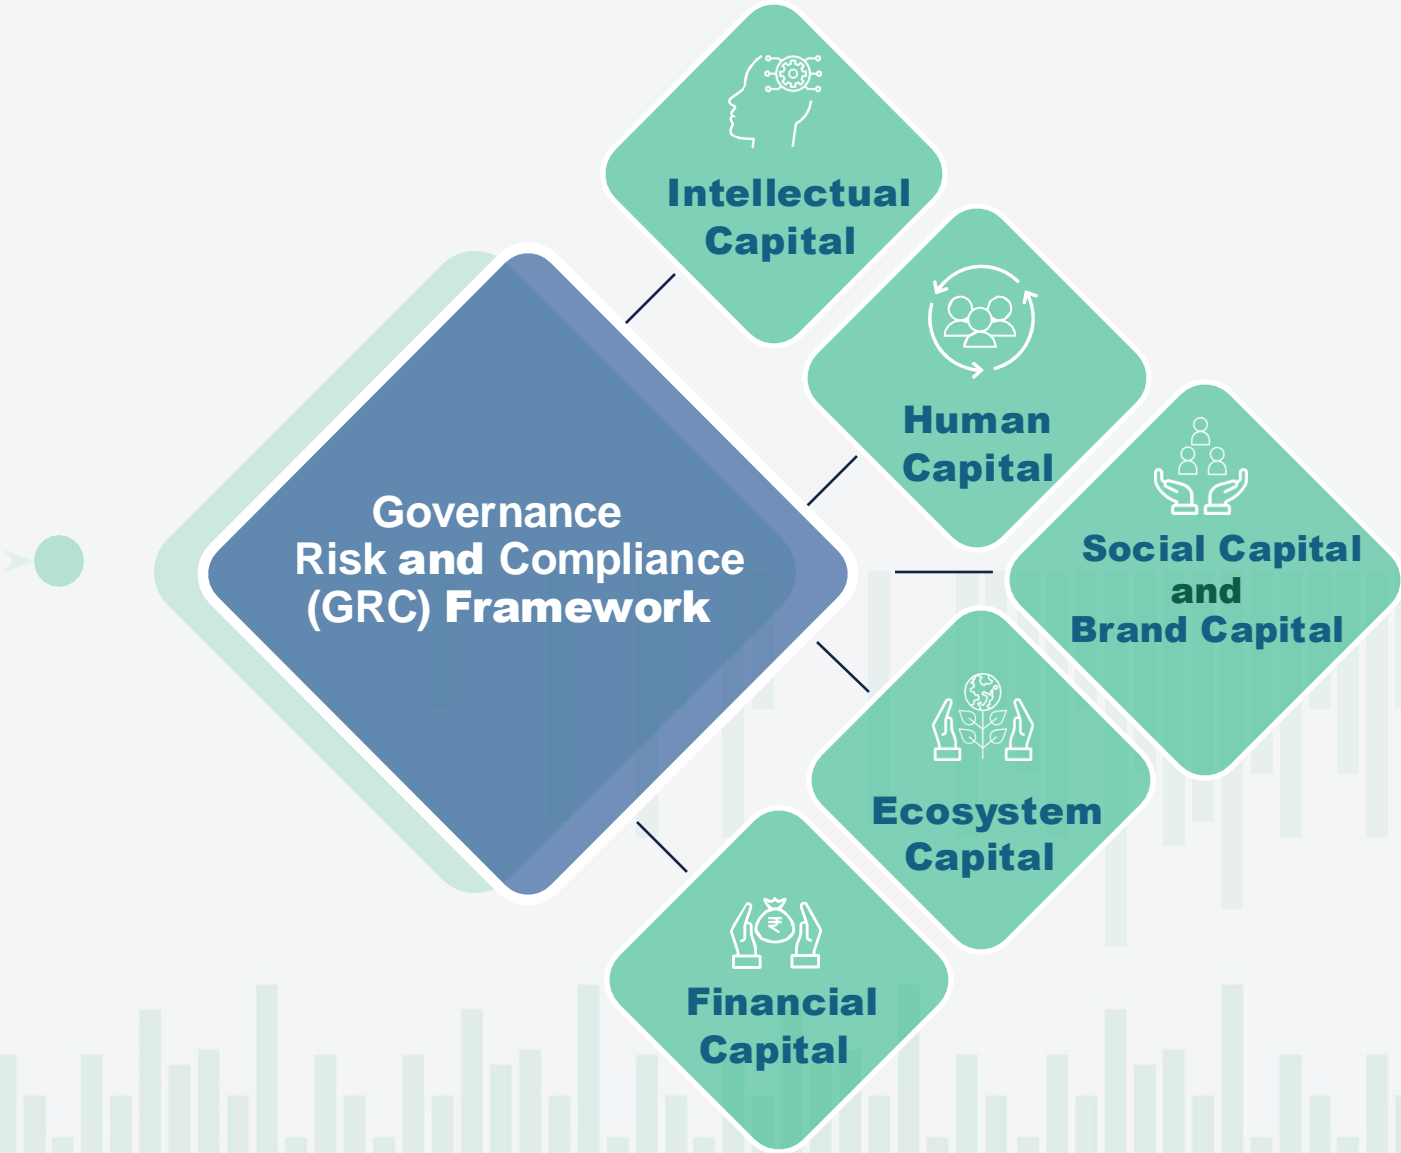 Intellectual
Capital
Human
Capital
Governance
Risk and Compliance
(GRC) Framework
Social Capital
and
Brand Capital
Ecosystem
Capital
₹
Financial
Capital